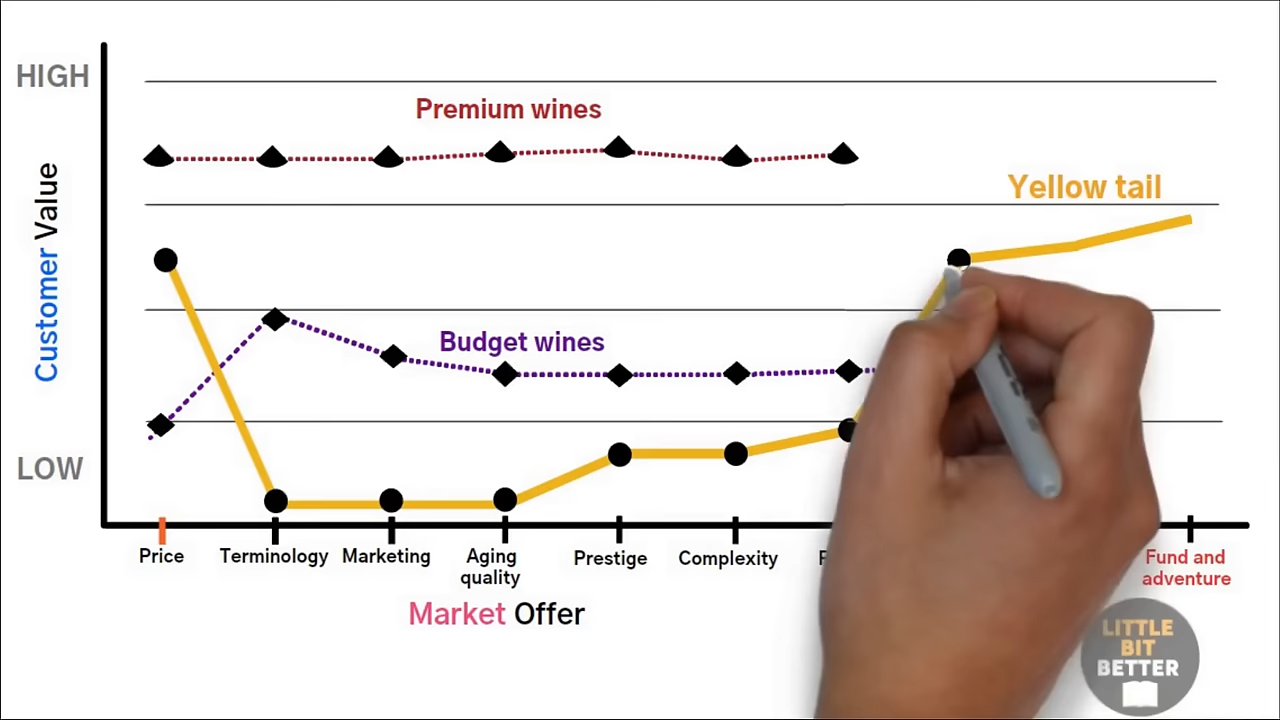 HIGH
Premium wines
Yellow tail
Customer Value
Budget wines
LOW
Price
Terminology
Marketing
Aging
quality
Prestige
Complexity
Fund and
adventure
Market Offer
LITTLE
BIT
BETTER